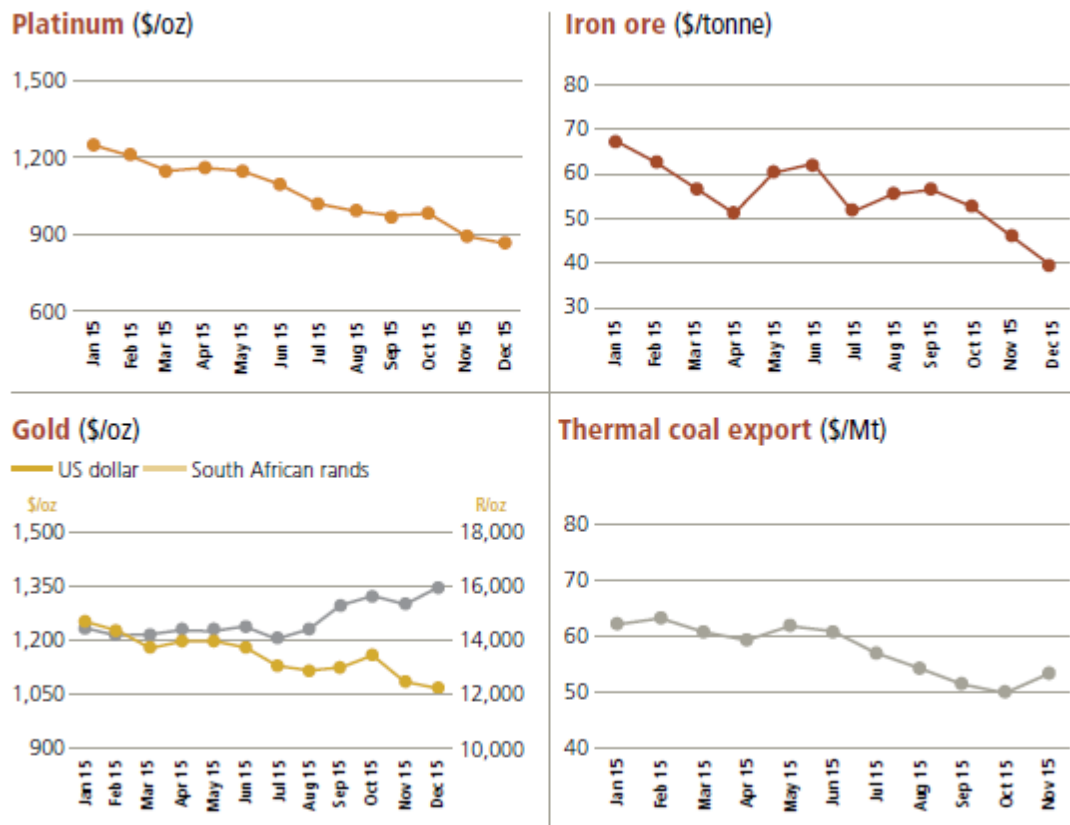 Platinum ($/oz)
1,500
1,200
900
600
Jan 15
Feb 15
Mar 15
Apr 15
May 15
Jun 15
Jul 15
Aug 15
Sep 15
Oct 15
Nov 15
Dec 15
Iron ore ($/tonne)
80
70
60
50
40
30
Jan 15
Feb 15
Mar 15
Apr 15
May 15
Jun 15
Jul 15
Aug 15
Sep 15
Oct 15
Nov 15
Dec 15
Gold ($/oz)
US dollar South African rands
$/oz R/oz
1,500 18,000
1,350 16,000
1,200 14,000
1,050 12,000
900 10,000
Jan 15
Feb 15
Mar 15
Apr 15
May 15
Jun 15
Jul 15
Aug 15
Sep 15
Oct 15
Nov 15
Dec 15
Thermal coal export ($/Mt)
80
70
60
50
40
Jan 15
Feb 15
Mar 15
Apr 15
May 15
Jun 15
Jul 15
Aug 15
Sep 15
Oct 15
Nov 15